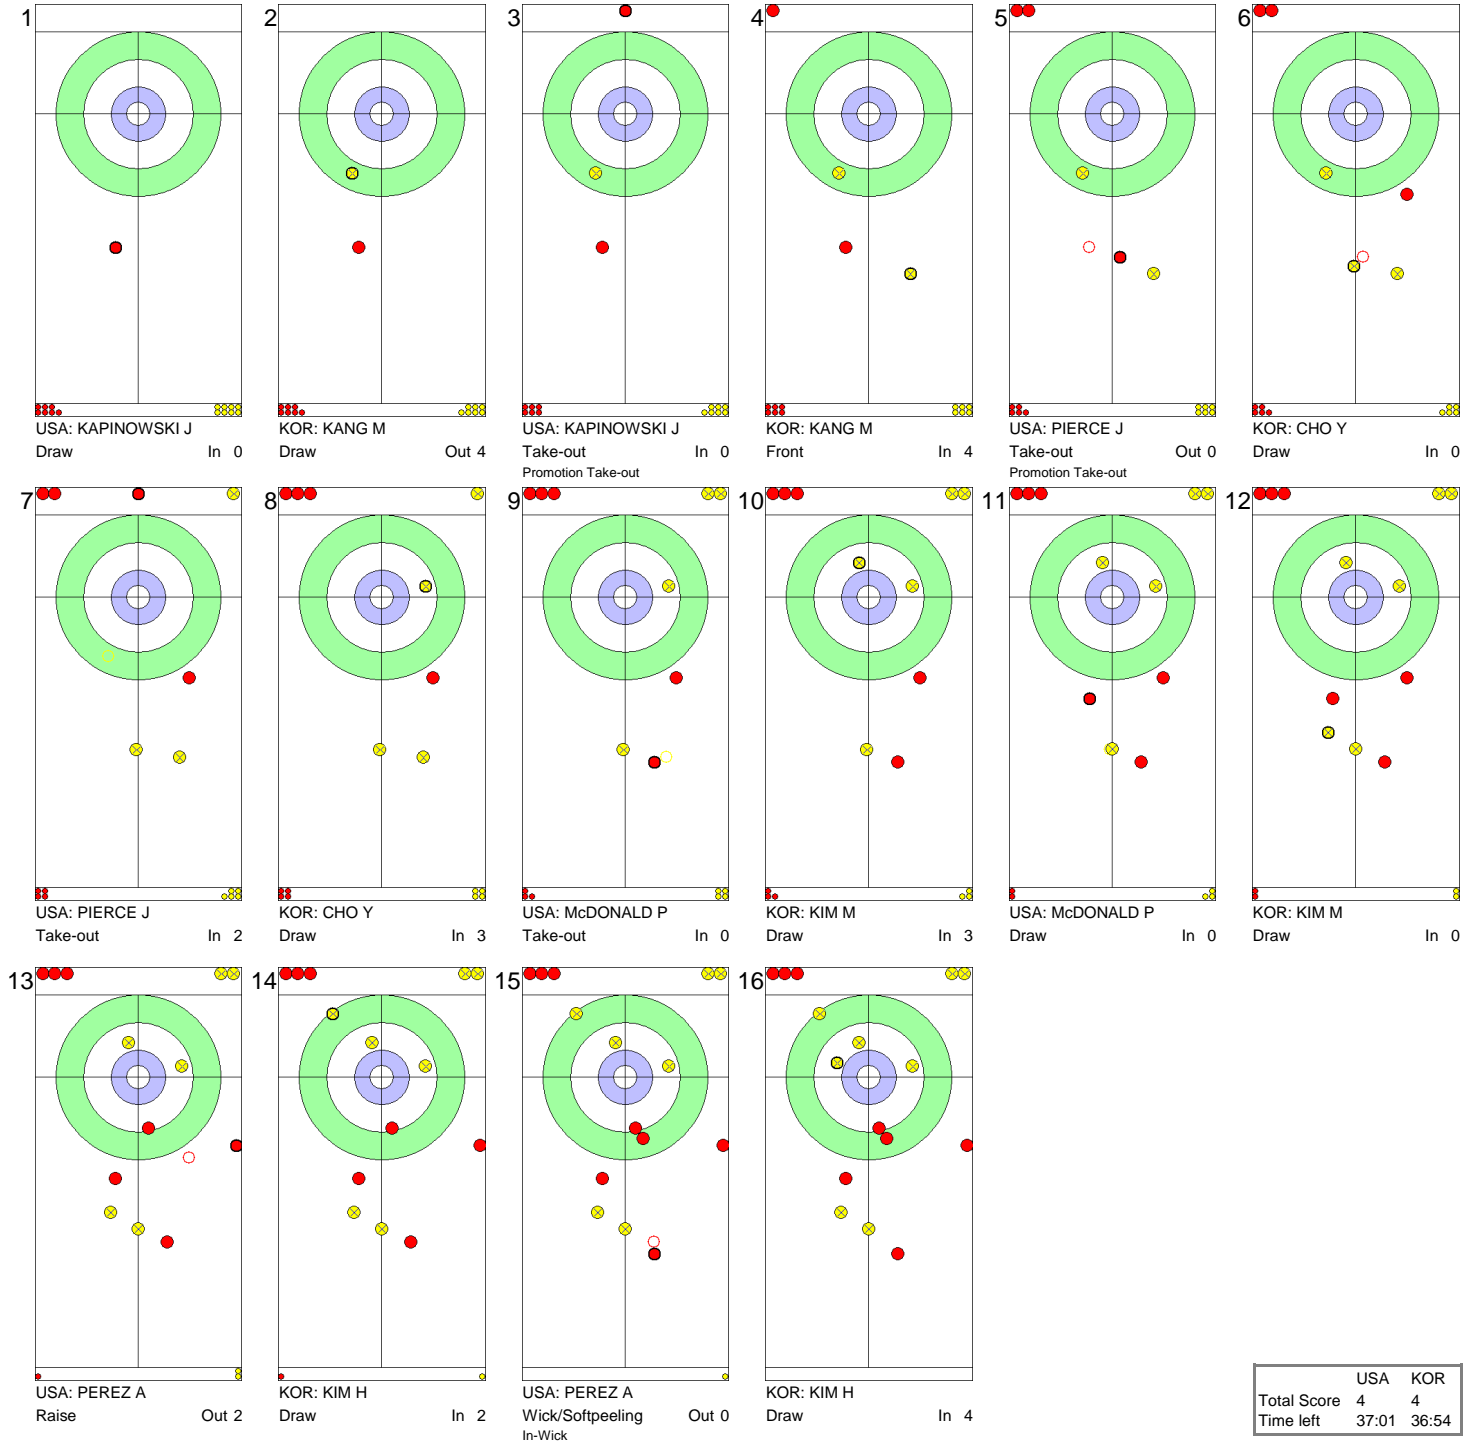 1
USA: KAPINOWSKI J
Draw In 0
2
KOR: KANG M
Draw Out 4
3
USA: KAPINOWSKI J
Take-out In 0
Promotion Take-out
4
KOR: KANG M
Front In 4
5
USA: PIERCE J
Take-out Out 0
Promotion Take-out
6
KOR: CHO Y
Draw In 0
7
USA: PIERCE J
Take-out In 2
8
KOR: CHO Y
Draw In 3
9
USA: McDONALD P
Take-out In 0
10
KOR: KIM M
Draw In 3
11
USA: McDONALD P
Draw In 0
12
KOR: KIM M
Draw In 0
13
USA: PEREZ A
Raise Out 2
14
KOR: KIM H
Draw In 2
15
USA: PEREZ A
Wick/Softpeeling Out 0
In-Wick
16
KOR: KIM H
Draw In 4
USA KOR
Total Score 4 4
Time left 37:01 36:54